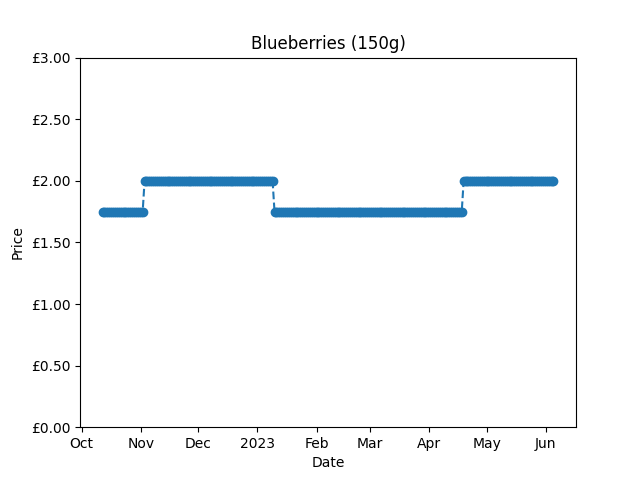 Blueberries (150g)
£3.00
£2.50
£2.00
£1.50
£1.00
£0.50
£0.00
Price
Oct Nov Dec 2023 Feb Mar Apr May Jun
Date